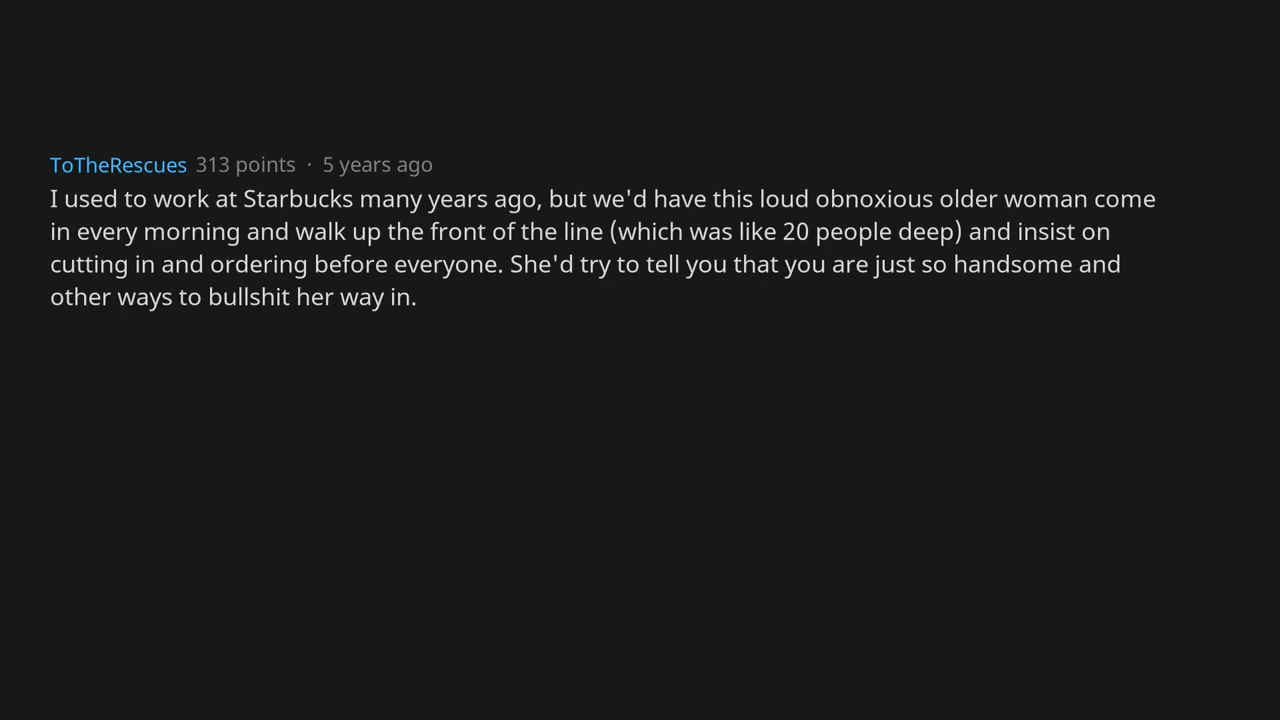 ToTheRescues 313 points · 5 years ago
I used to work at Starbucks many years ago, but we'd have this loud obnoxious older woman come
in every morning and walk up the front of the line (which was like 20 people deep) and insist on
cutting in and ordering before everyone. She'd try to tell you that you are just so handsome and
other ways to bullshit her way in.